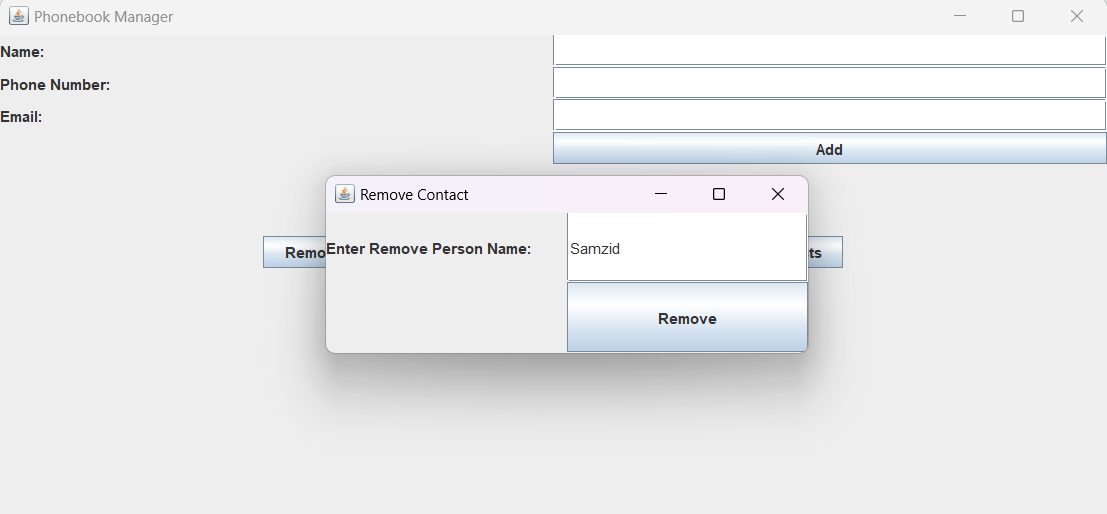 Phonebook Manager
Name:
Phone Number:
Email:
Add
Remove Contact
Enter Remove Person Name:
Samzid
Remove